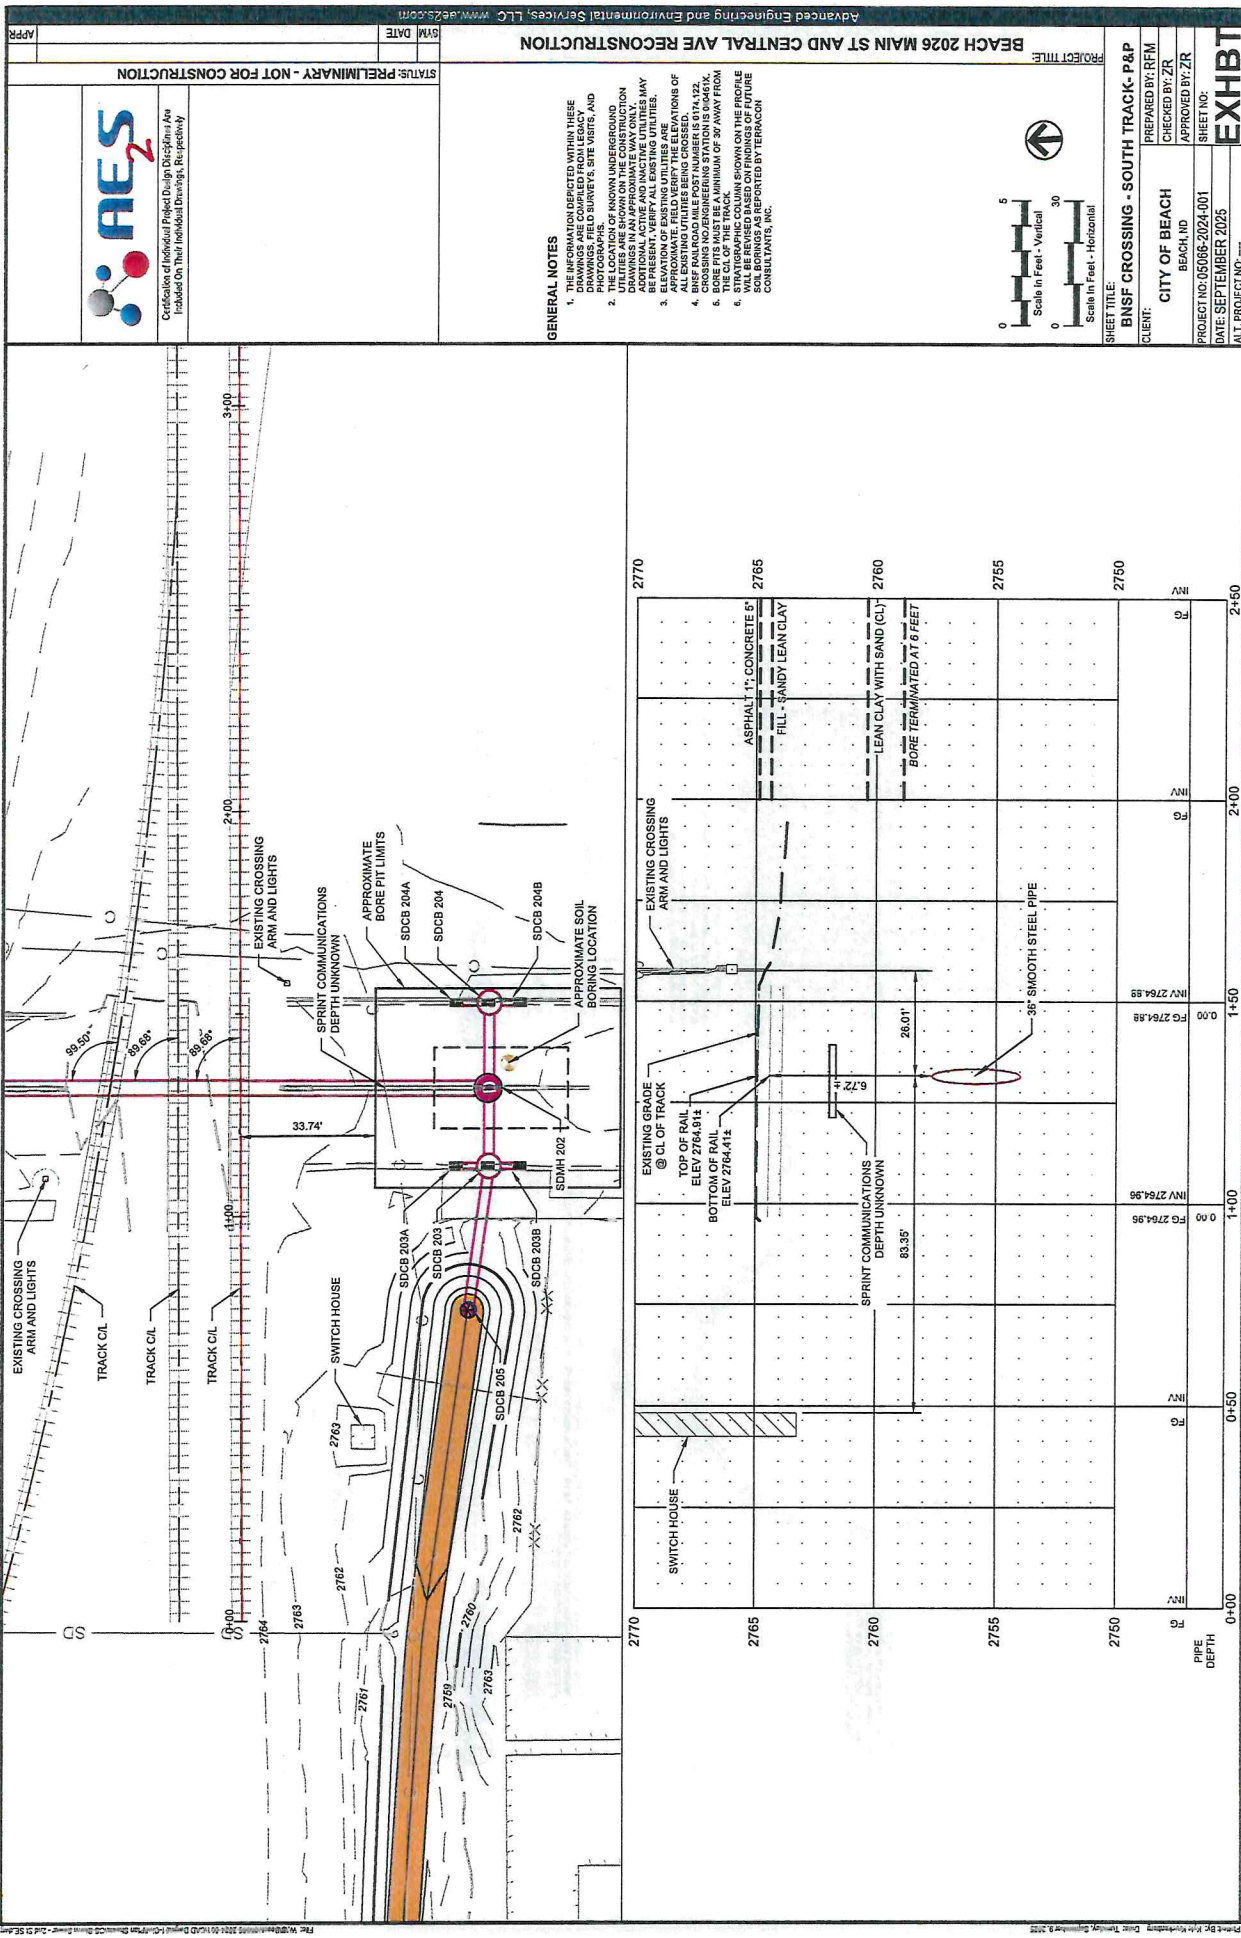 EXISTING CROSSING
ARM AND LIGHTS
TRACK C/L
TRACK C/L
TRACK C/L
99.50°
89.68°
89.68°
33.74'
EXISTING CROSSING
ARM AND LIGHTS
SPRINT COMMUNICATIONS
DEPTH UNKNOWN
APPROXIMATE
BORE PIT LIMITS
SDCB 204A
SDCB 204
SDCB 204B
APPROXIMATE SOIL
BORING LOCATION
SDMH 202
SDCB 203A
SDCB 203
SDCB 203B
SDCB 205
SWITCH HOUSE
SD
SD
0+00
1+00
2+00
3+00
2764
2763
2762
2761
2763
2759
2760
2763
2762
2770
2765
2760
2755
2750
2770
2765
2760
2755
2750
SWITCH HOUSE
EXISTING GRADE
@ CL OF TRACK
TOP OF RAIL
ELEV 2764.91±
BOTTOM OF RAIL
ELEV 2764.41±
SPRINT COMMUNICATIONS
DEPTH UNKNOWN
83.35'
26.01'
6.72'±
EXISTING CROSSING
ARM AND LIGHTS
36" SMOOTH STEEL PIPE
ASPHALT 1"; CONCRETE 5"
FILL - SANDY LEAN CLAY
LEAN CLAY WITH SAND (CL)
BORE TERMINATED AT 6 FEET
PIPE
DEPTH
FG
INV
FG
INV
FG 2764.96
INV 2764.96
0.00
FG 2764.88
INV 2764.88
0.00
FG
INV
FG
INV
0+00
0+50
1+00
1+50
2+00
2+50
AE2S
Certification of Individual Project Design Disciplines Are
Included On Their Individual Drawings, Respectively
STATUS: PRELIMINARY - NOT FOR CONSTRUCTION
SYM
DATE
APPR
GENERAL NOTES
1. THE INFORMATION DEPICTED WITHIN THESE
DRAWINGS ARE COMPILED FROM LEGACY
DRAWINGS, FIELD SURVEYS, SITE VISITS, AND
PHOTOGRAPHS.
2. THE LOCATION OF KNOWN UNDERGROUND
UTILITIES ARE SHOWN ON THE CONSTRUCTION
DRAWINGS IN AN APPROXIMATE WAY ONLY.
ADDITIONAL ACTIVE AND INACTIVE UTILITIES MAY
BE PRESENT. VERIFY ALL EXISTING UTILITIES.
3. ELEVATION OF EXISTING UTILITIES ARE
APPROXIMATE. FIELD VERIFY THE ELEVATIONS OF
ALL EXISTING UTILITIES BEING CROSSED.
4. BNSF RAILROAD MILE POST NUMBER IS 0174.122.
CROSSING NO./ENGINEERING STATION IS
5. BORE PITS MUST BE A MINIMUM OF 30' AWAY FROM
THE C/L OF THE TRACK.
6. STRATIGRAPHIC COLUMN SHOWN ON THE PROFILE
WILL BE REVISED BASED ON FINDINGS OF FUTURE
SOIL BORINGS AS REPORTED BY TERRACON
CONSULTANTS, INC.
0 5
Scale In Feet - Vertical
0 30
Scale In Feet - Horizontal
PROJECT TITLE:
BEACH 2026 MAIN ST AND CENTRAL AVE RECONSTRUCTION
SHEET TITLE:
BNSF CROSSING - SOUTH TRACK- P&P
CLIENT:
CITY OF BEACH
BEACH, ND
PREPARED BY: RFM
CHECKED BY: ZR
APPROVED BY: ZR
PROJECT NO: 05066-2024-001
DATE: SEPTEMBER 2025
ALT. PROJECT NO: ----
SHEET NO:
EXHBT
Advanced Engineering and Environmental Services, LLC www.ae2s.com